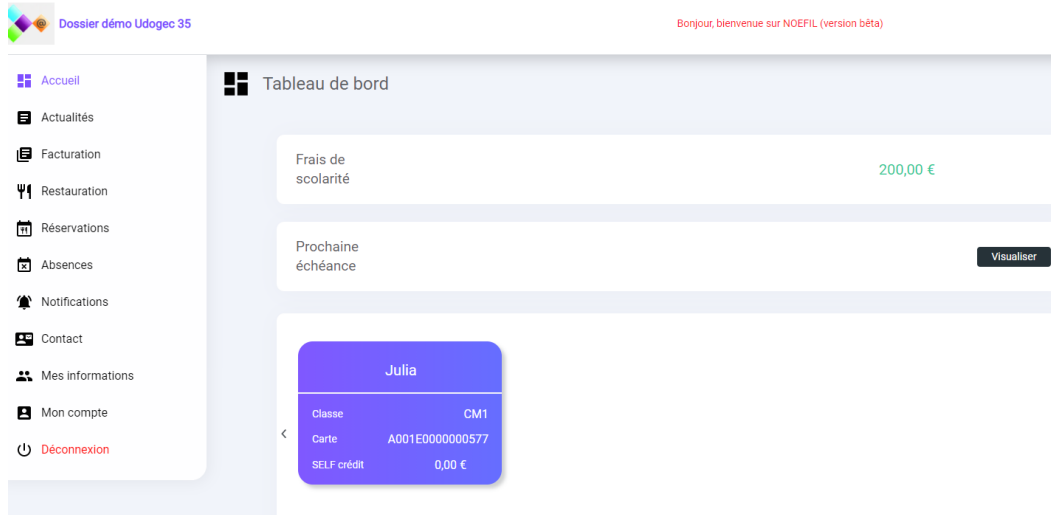 Dossier démo Udogec 35
Bonjour, bienvenue sur NOEFIL (version bêta)
Accueil
Actualités
Facturation
Restauration
Réservations
Absences
Notifications
Contact
Mes informations
Mon compte
Déconnexion
Tableau de bord
Frais de
scolarité
200,00 €
Prochaine
échéance
Visualiser
Julia
Classe CM1
Carte A001E0000000577
SELF crédit 0,00 €